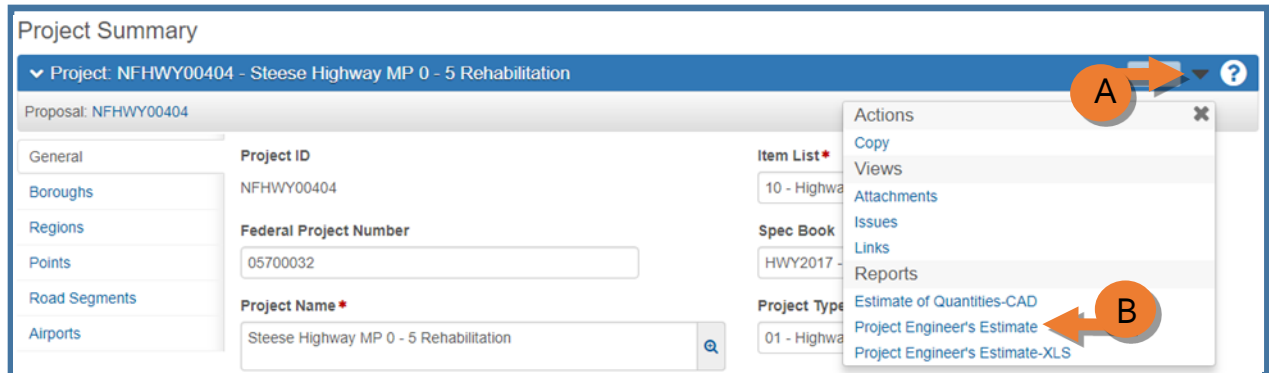 Project Summary
Project: NFHWY00404 - Steese Highway MP 0 - 5 Rehabilitation
?
A
Proposal: NFHWY00404
General
Boroughs
Regions
Points
Road Segments
Airports
Project ID
NFHWY00404
Federal Project Number
05700032
Project Name*
Steese Highway MP 0 - 5 Rehabilitation
Item List*
10 - Highwa
Spec Book
HWY2017 -
Project Type
01 - Highwa
Actions
Copy
Views
Attachments
Issues
Links
Reports
Estimate of Quantities-CAD
Project Engineer's Estimate
Project Engineer's Estimate-XLS
B